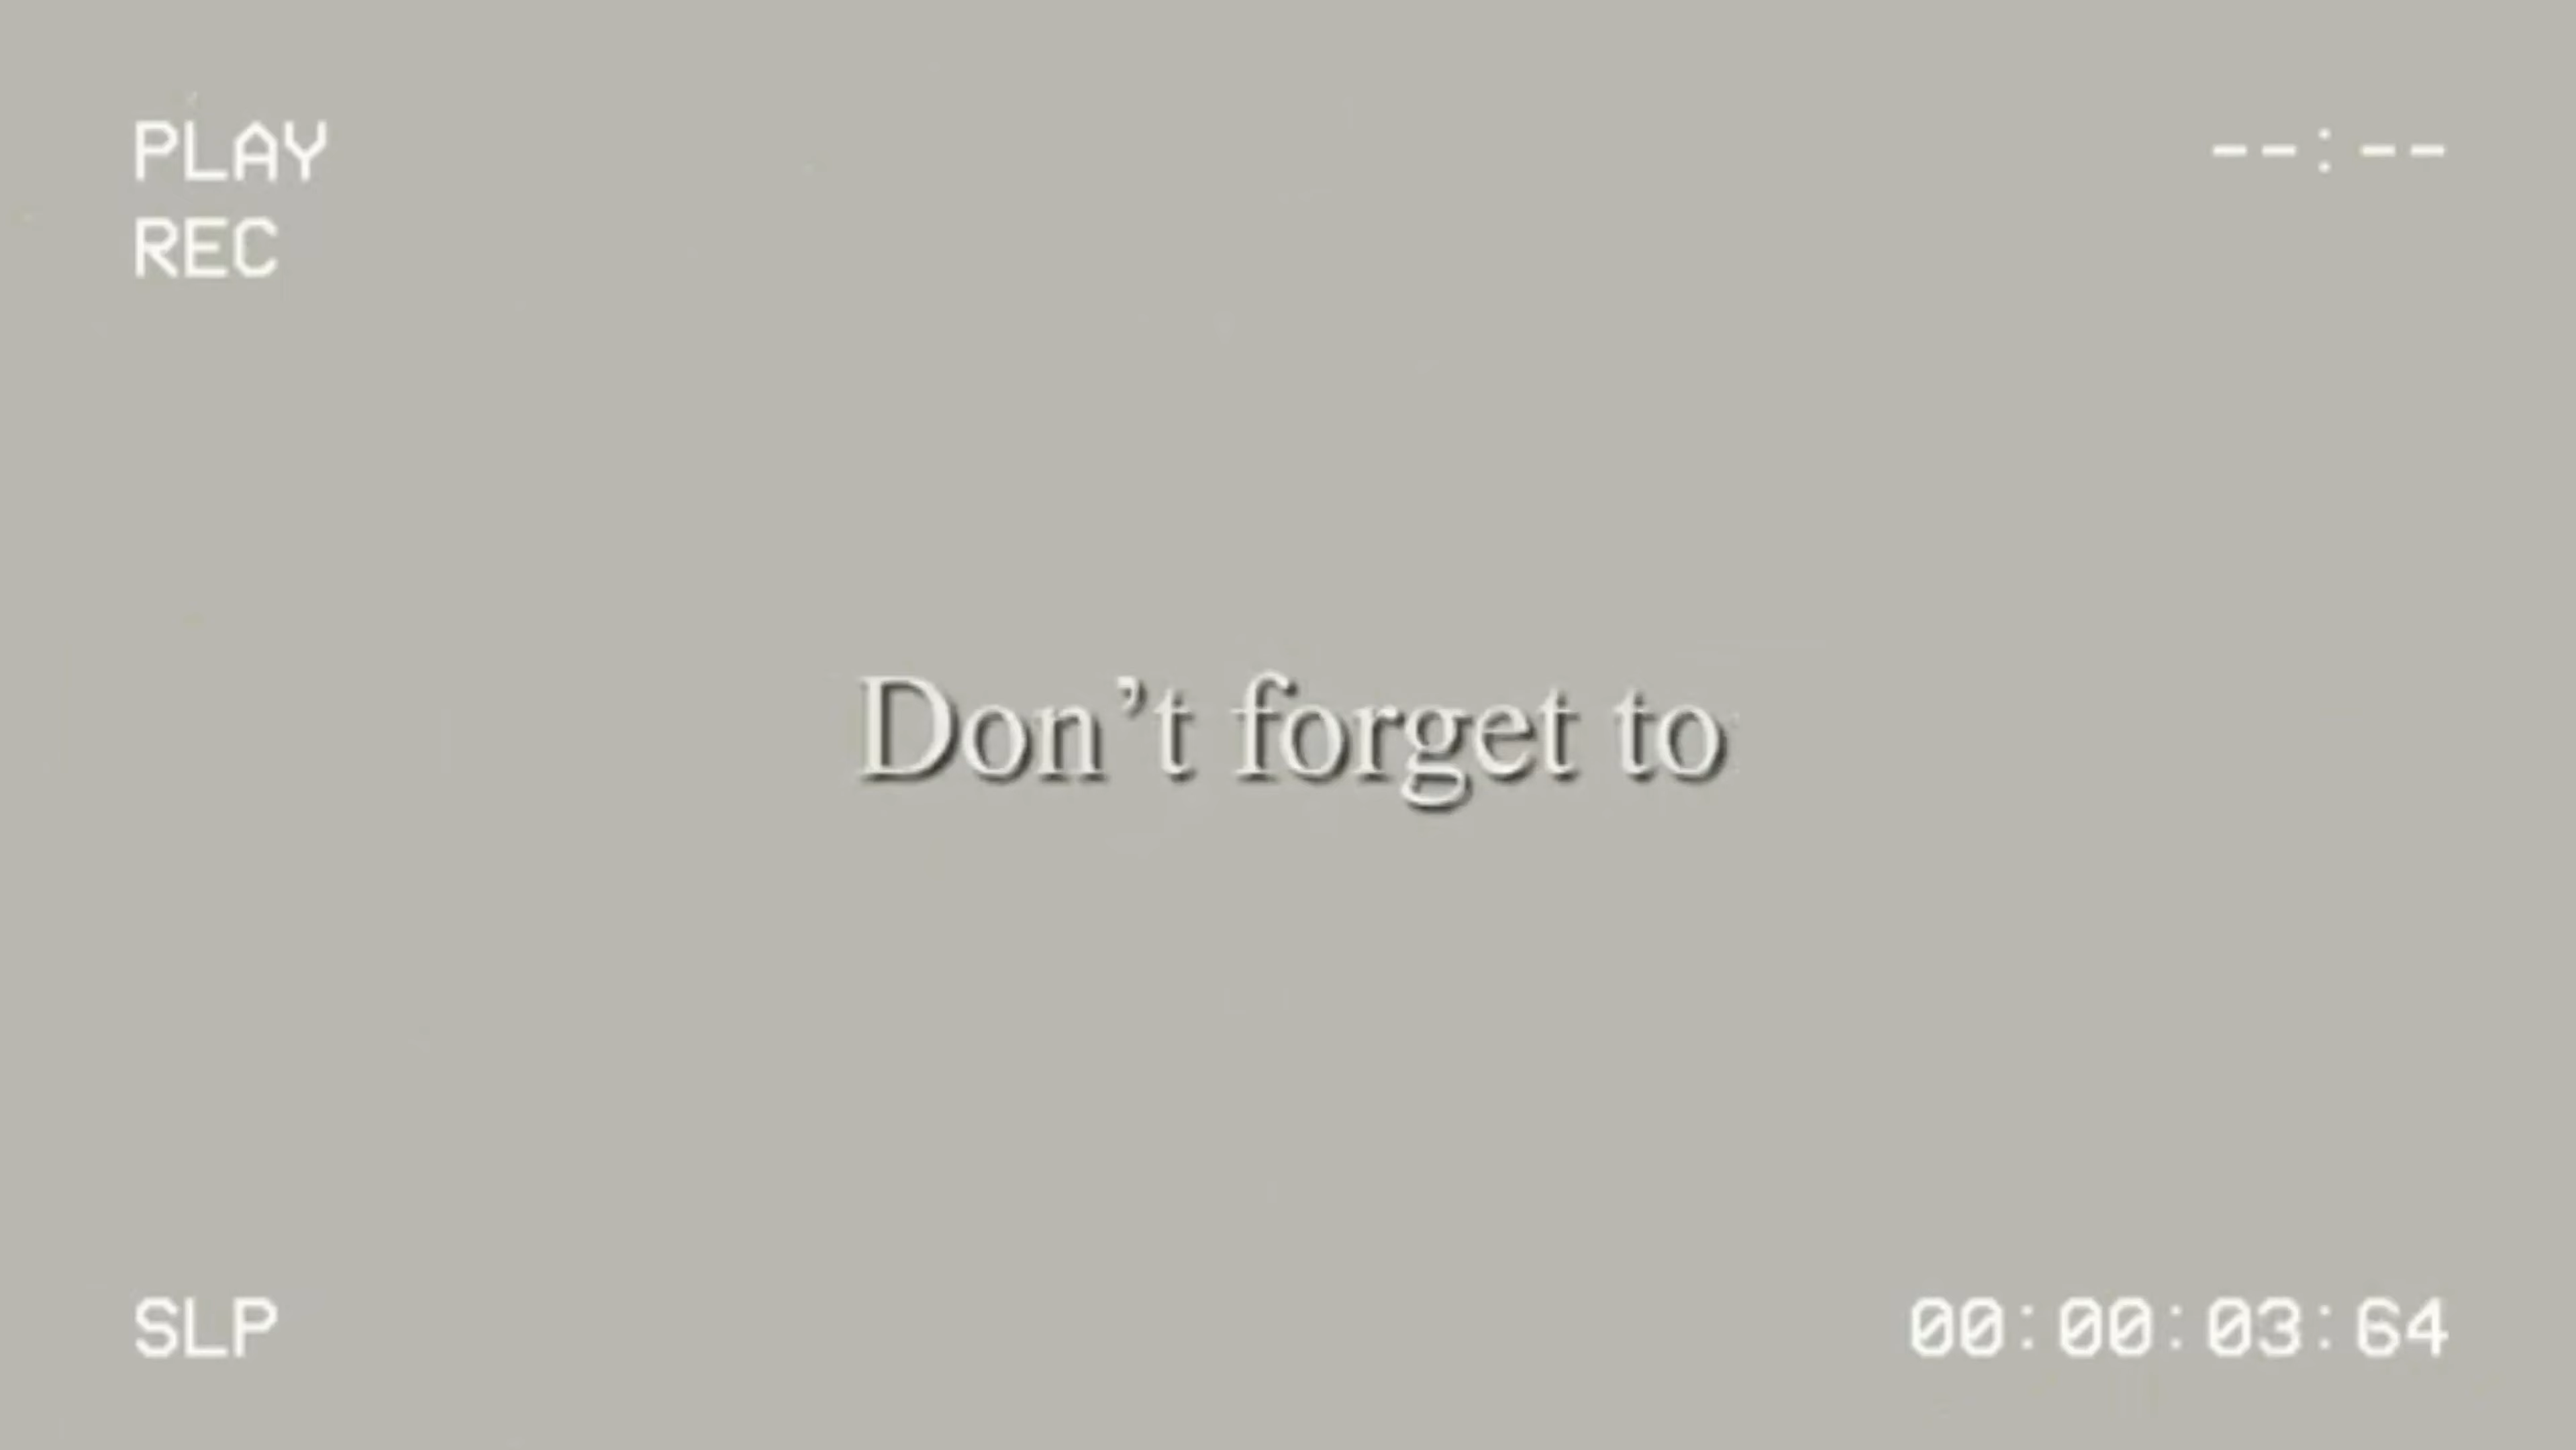 PLAY
--:--
REC
Don’t forget to
SLP
00:00:03:64